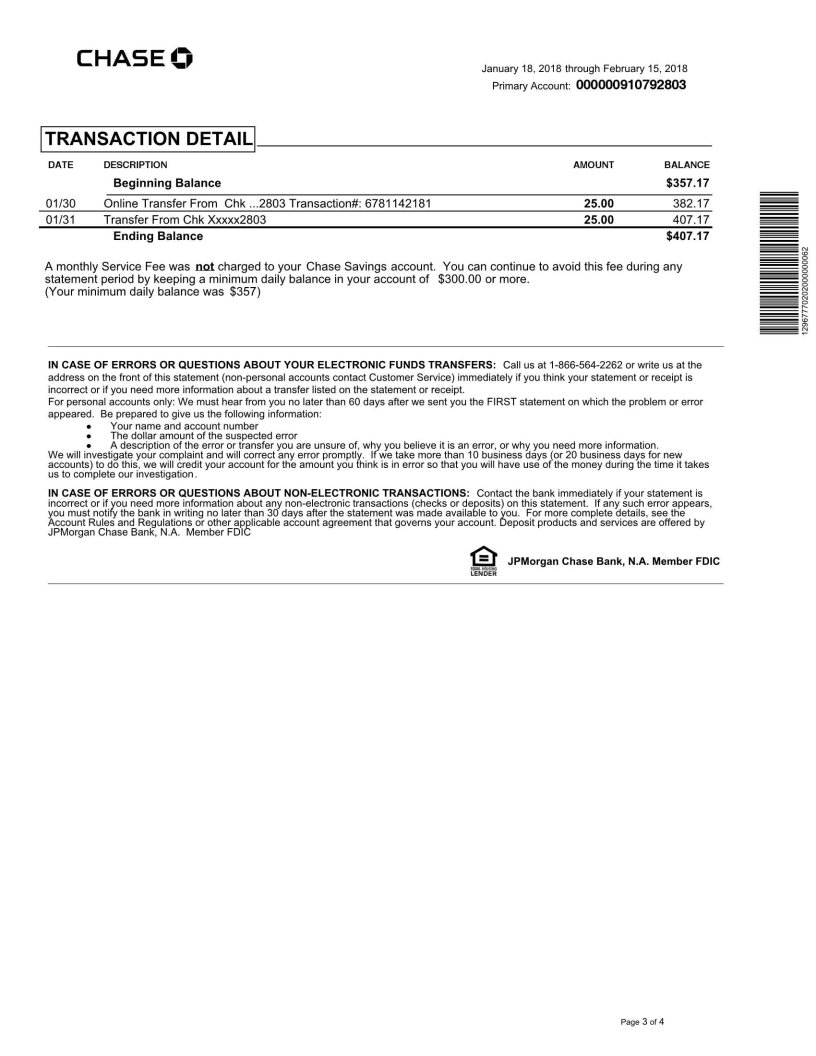 CHASE
January 18, 2018 through February 15, 2018
Primary Account: 000000910792803
TRANSACTION DETAIL
DATE DESCRIPTION AMOUNT BALANCE
Beginning Balance $357.17
01/30 Online Transfer From Chk ...2803 Transaction#: 6781142181 25.00 382.17
01/31 Transfer From Chk Xxxxx2803 25.00 407.17
Ending Balance $407.17
A monthly Service Fee was not charged to your Chase Savings account. You can continue to avoid this fee during any
statement period by keeping a minimum daily balance in your account of $300.00 or more.
(Your minimum daily balance was $357)
12967770202000000062
IN CASE OF ERRORS OR QUESTIONS ABOUT YOUR ELECTRONIC FUNDS TRANSFERS: Call us at 1-866-564-2262 or write us at the
address on the front of this statement (non-personal accounts contact Customer Service) immediately if you think your statement or receipt is
incorrect or if you need more information about a transfer listed on the statement or receipt.
For personal accounts only: We must hear from you no later than 60 days after we sent you the FIRST statement on which the problem or error
appeared. Be prepared to give us the following information:
● Your name and account number
● The dollar amount of the suspected error
● A description of the error or transfer you are unsure of, why you believe it is an error, or why you need more information.
We will investigate your complaint and will correct any error promptly. If we take more than 10 business days (or 20 business days for new
accounts) to do this, we will credit your account for the amount you think is in error so that you will have use of the money during the time it takes
us to complete our investigation.
IN CASE OF ERRORS OR QUESTIONS ABOUT NON-ELECTRONIC TRANSACTIONS: Contact the bank immediately if your statement is
incorrect or if you need more information about any non-electronic transactions (checks or deposits) on this statement. If any such error appears,
you must notify the bank in writing no later than 30 days after the statement was made available to you. For more complete details, see the
Account Rules and Regulations or other applicable account agreement that governs your account. Deposit products and services are offered by
JPMorgan Chase Bank, N.A. Member FDIC
EQUAL HOUSING
LENDER
JPMorgan Chase Bank, N.A. Member FDIC
Page 3 of 4